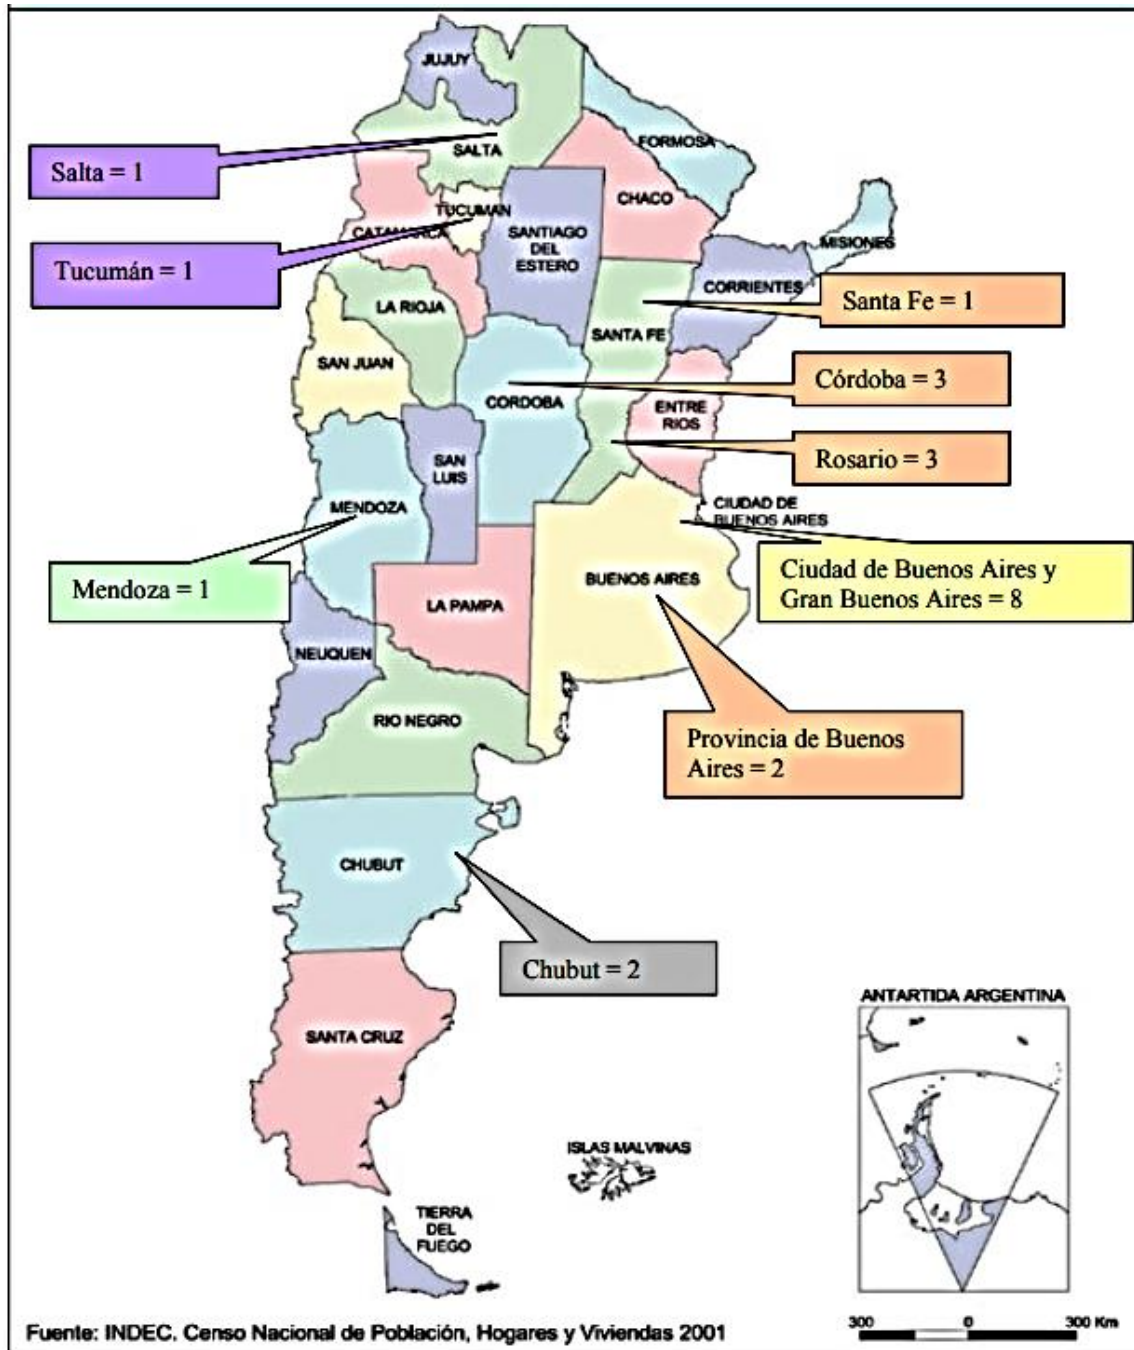 JUJUY
FORMOSA
SALTA
Salta = 1
CHACO
TUCUMAN
CATAMARCA
SANTIAGO
DEL
ESTERO
MISIONES
Tucumán = 1
CORRIENTES
LA RIOJA
Santa Fe = 1
SANTA FE
SAN JUAN
Córdoba = 3
CORDOBA
ENTRE
RIOS
Rosario = 3
SAN
LUIS
MENDOZA
CIUDAD DE
BUENOS AIRES
Mendoza = 1
BUENOS AIRES
Ciudad de Buenos Aires y
Gran Buenos Aires = 8
LA PAMPA
NEUQUEN
RIO NEGRO
Provincia de Buenos
Aires = 2
CHUBUT
Chubut = 2
ANTARTIDA ARGENTINA
SANTA CRUZ
ISLAS MALVINAS
TIERRA
DEL
FUEGO
Fuente: INDEC. Censo Nacional de Población, Hogares y Viviendas 2001
300 0 300 Km